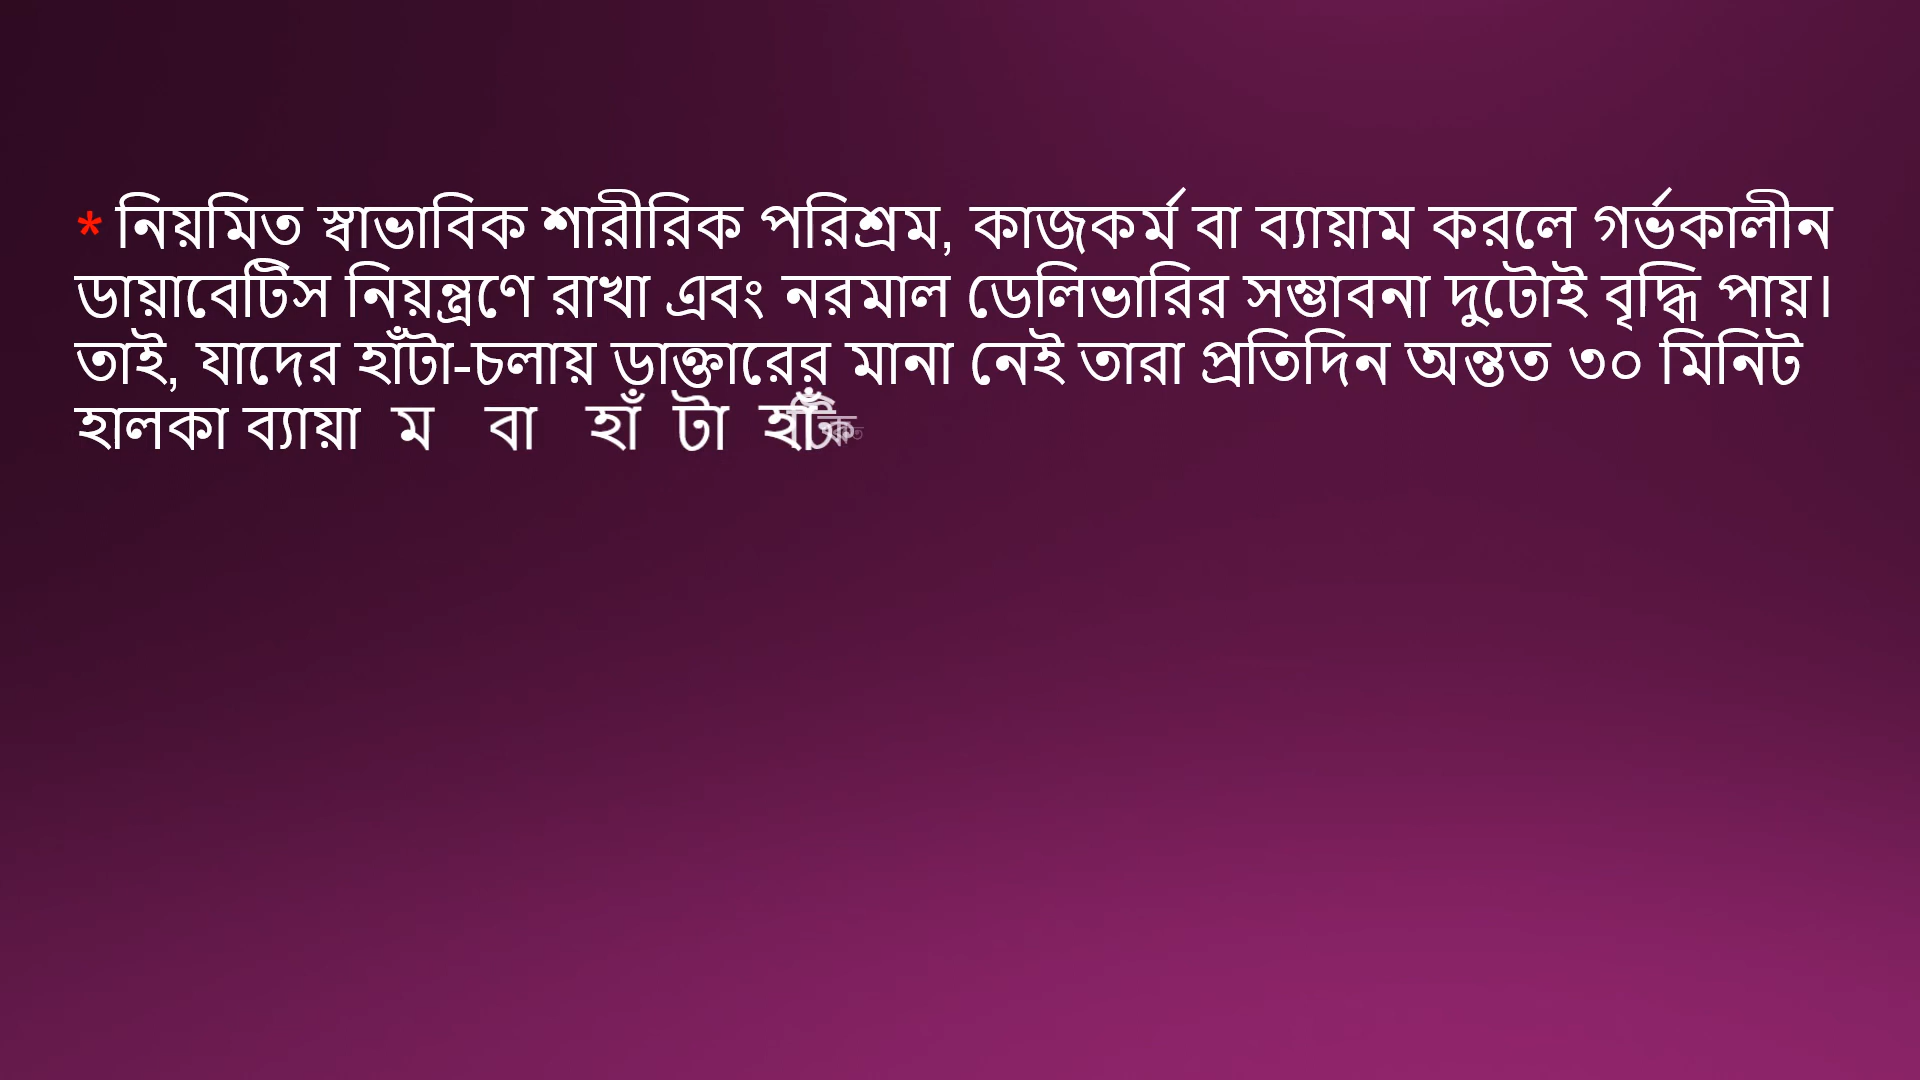 * নিয়মিত স্বাভাবিক শারীরিক পরিশ্রম, কাজকর্ম বা ব্যায়াম করলে গর্ভকালীন
ডায়াবেটিস নিয়ন্ত্রণে রাখা এবং নরমাল ডেলিভারির সম্ভাবনা দুটোই বৃদ্ধি পায়।
তাই, যাদের হাঁটা-চলায় ডাক্তারের মানা নেই তারা প্রতিদিন অন্তত ৩০ মিনিট
হালকা ব্যায়াম বা হাঁটা